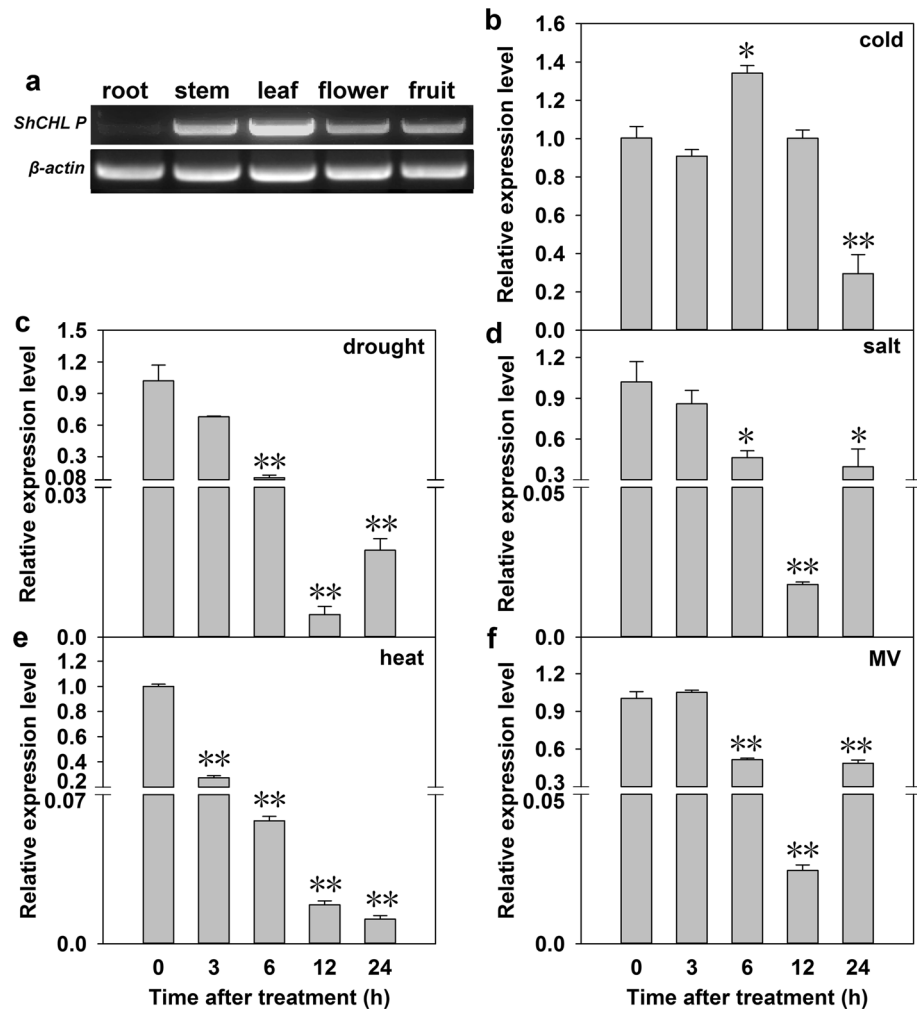 a
root stem leaf flower fruit
ShCHL P
β-actin
b
cold
Relative expression level
1.6
1.4
1.2
1.0
0.8
0.6
0.4
0.2
0.0
*
**
c
drought
Relative expression level
1.5
1.2
0.9
0.6
0.3
0.08
0.03
0.0
**
**
**
d
salt
Relative expression level
1.2
0.9
0.6
0.3
0.05
0.0
*
**
*
e
heat
Relative expression level
1.2
1.0
0.8
0.6
0.4
0.2
0.07
0.0
**
**
**
**
0 3 6 12 24
Time after treatment (h)
f
MV
Relative expression level
1.2
0.9
0.6
0.3
0.05
0.0
**
**
**
0 3 6 12 24
Time after treatment (h)